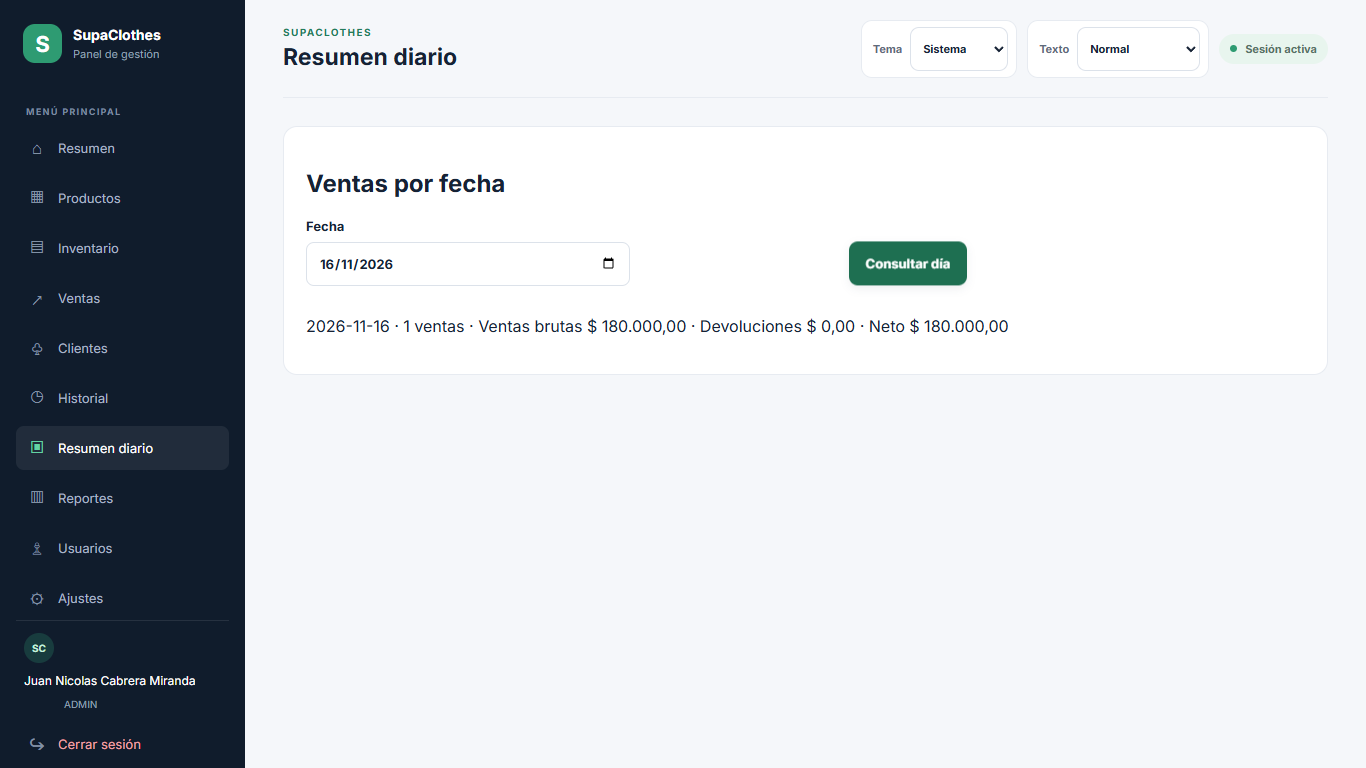 S
SupaClothes
Panel de gestión
MENÚ PRINCIPAL
Resumen
Productos
Inventario
Ventas
Clientes
Historial
Resumen diario
Reportes
Usuarios
Ajustes
SC
Juan Nicolas Cabrera Miranda
ADMIN
Cerrar sesión
SUPACLOTHES
Resumen diario
Tema Sistema
Texto Normal
Sesión activa
Ventas por fecha
Fecha
16/11/2026
Consultar día
2026-11-16 · 1 ventas · Ventas brutas $ 180.000,00 · Devoluciones $ 0,00 · Neto $ 180.000,00